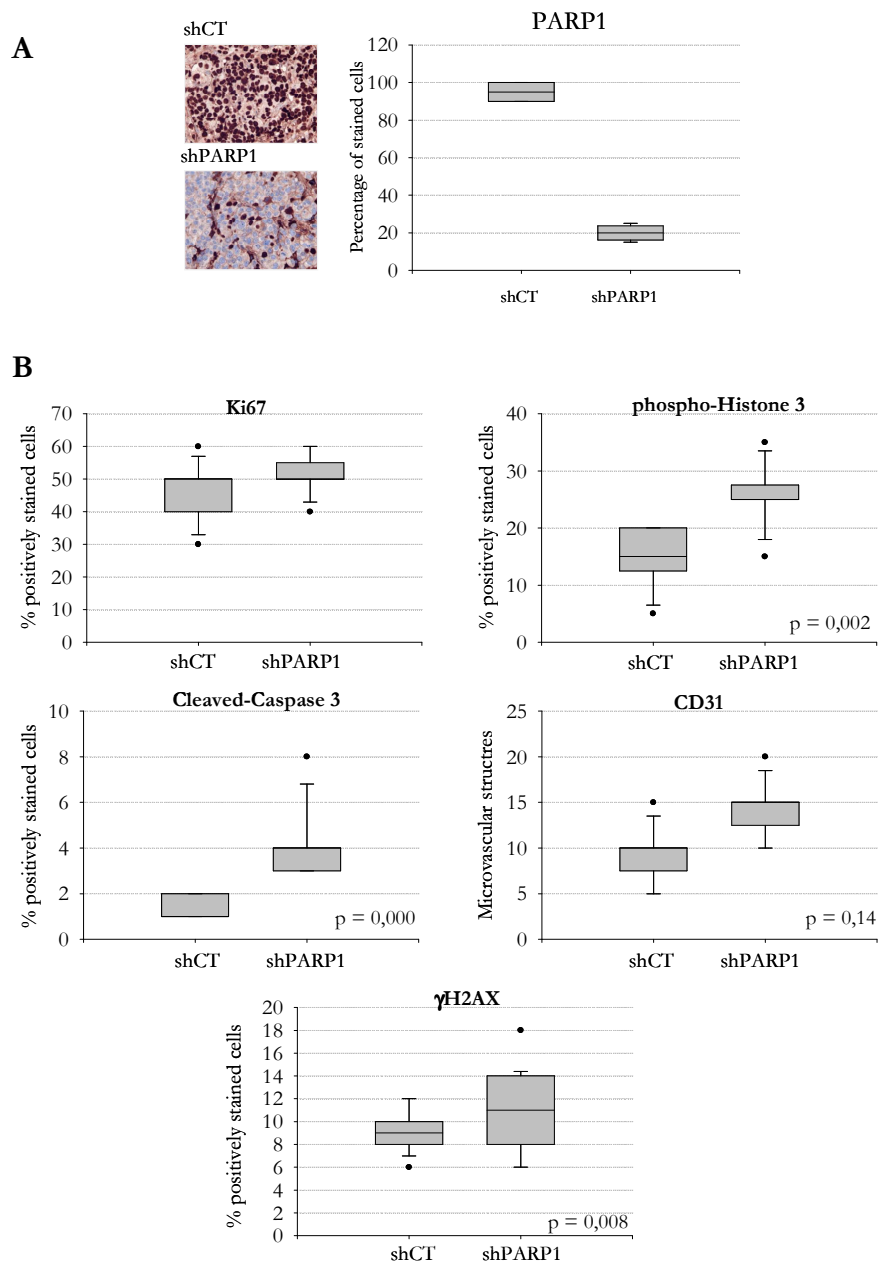 A
shCT
shPARP1
PARP1
Percentage of stained cells
120
100
80
60
40
20
0
shCT
shPARP1
B
Ki67
% positively stained cells
70
60
50
40
30
20
10
0
shCT
shPARP1
phospho-Histone 3
% positively stained cells
40
30
20
10
0
p = 0,002
shCT
shPARP1
Cleaved-Caspase 3
% positively stained cells
10
8
6
4
2
0
p = 0,000
shCT
shPARP1
CD31
Microvascular structres
25
20
15
10
5
0
p = 0,14
shCT
shPARP1
γH2AX
% positively stained cells
20
18
16
14
12
10
8
6
4
2
0
p = 0,008
shCT
shPARP1